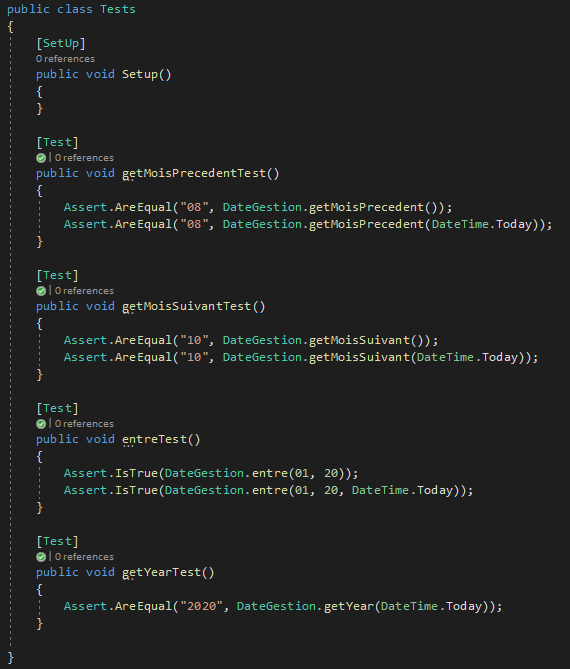 public class Tests
{
[SetUp]
0 references
public void Setup()
{
}
[Test]
| 0 references
public void getMoisPrecedentTest()
{
Assert.AreEqual("08", DateGestion.getMoisPrecedent());
Assert.AreEqual("08", DateGestion.getMoisPrecedent(DateTime.Today));
}
[Test]
| 0 references
public void getMoisSuivantTest()
{
Assert.AreEqual("10", DateGestion.getMoisSuivant());
Assert.AreEqual("10", DateGestion.getMoisSuivant(DateTime.Today));
}
[Test]
| 0 references
public void entreTest()
{
Assert.IsTrue(DateGestion.entre(01, 20));
Assert.IsTrue(DateGestion.entre(01, 20, DateTime.Today));
}
[Test]
| 0 references
public void getYearTest()
{
Assert.AreEqual("2020", DateGestion.getYear(DateTime.Today));
}
}